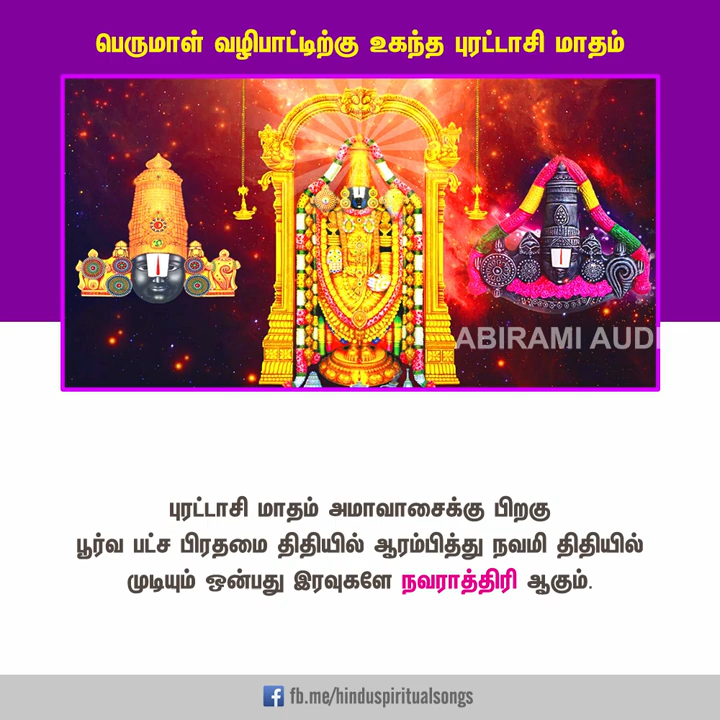 பெருமாள் வழிபாட்டிற்கு உகந்த புரட்டாசி மாதம்
ABIRAMI AUDI
புரட்டாசி மாதம் அமாவாசைக்கு பிறகு
பூர்வ பட்ச பிரதமை திதியில் ஆரம்பித்து நவமி திதியில்
முடியும் ஒன்பது இரவுகளே நவராத்திரி ஆகும்.
fb.me/hinduspiritualsongs